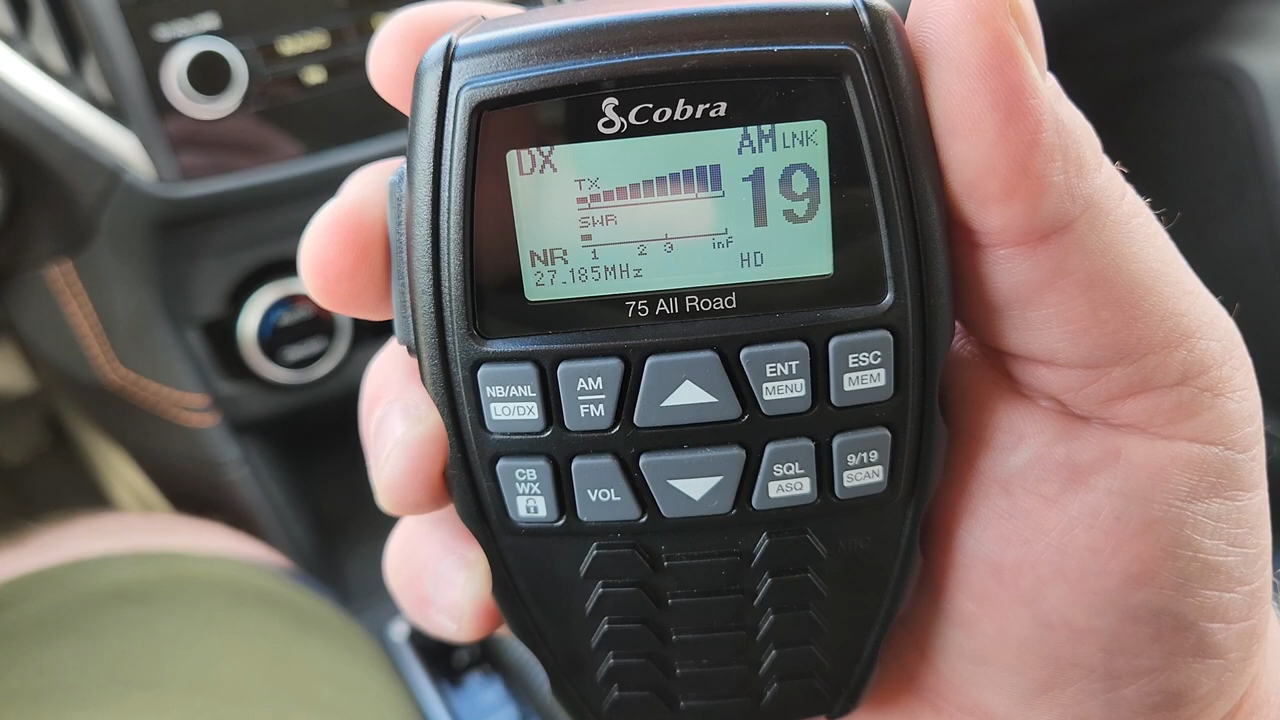 Cobra
DX AM LNK
TX
19
SWR
1 2 3 inF
NR
27.185MHz HD
75 All Road
NB/ANL
LO/DX
AM
FM
ENT
MENU
ESC
MEM
CB
WX
VOL
SQL
ASQ
9/19
SCAN
MIC